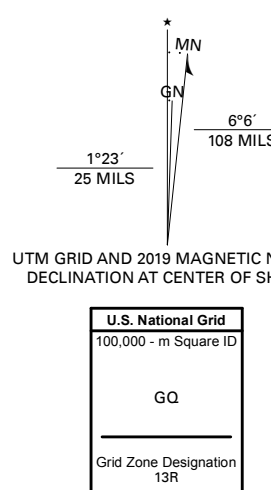 ★
MN
GN
6°6´
108 MILS
1°23´
25 MILS
UTM GRID AND 2019 MAGNETIC
DECLINATION AT CENTER OF
U.S. National Grid
100,000 - m Square ID
GQ
Grid Zone Designation
13R